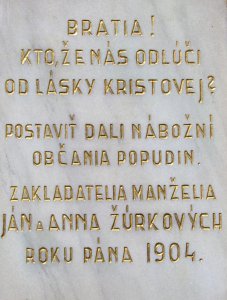 BRATIA!
KTO, ŽE NÁS ODLÚČI
OD LÁSKY KRISTOVEJ?
POSTAVIŤ DALI NÁBOŽNÍ
OBČANIA POPUDIN.
ZAKLADATELIA MANŽELIA
JÁN a ANNA ŽÚRKOVÝCH
ROKU PÁNA 1904.